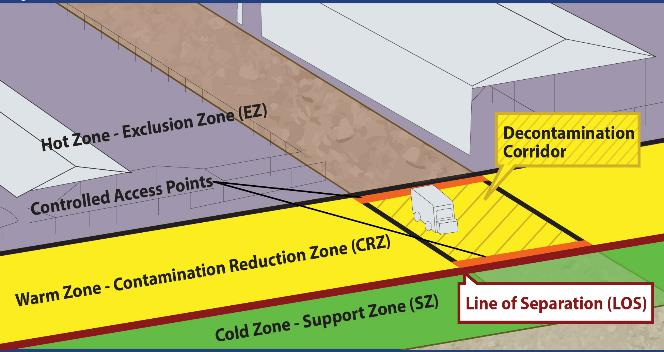 Hot Zone - Exclusion Zone (EZ)
Decontamination
Corridor
Controlled Access Points
Warm Zone - Contamination Reduction Zone (CRZ)
Line of Separation (LOS)
Cold Zone - Support Zone (SZ)